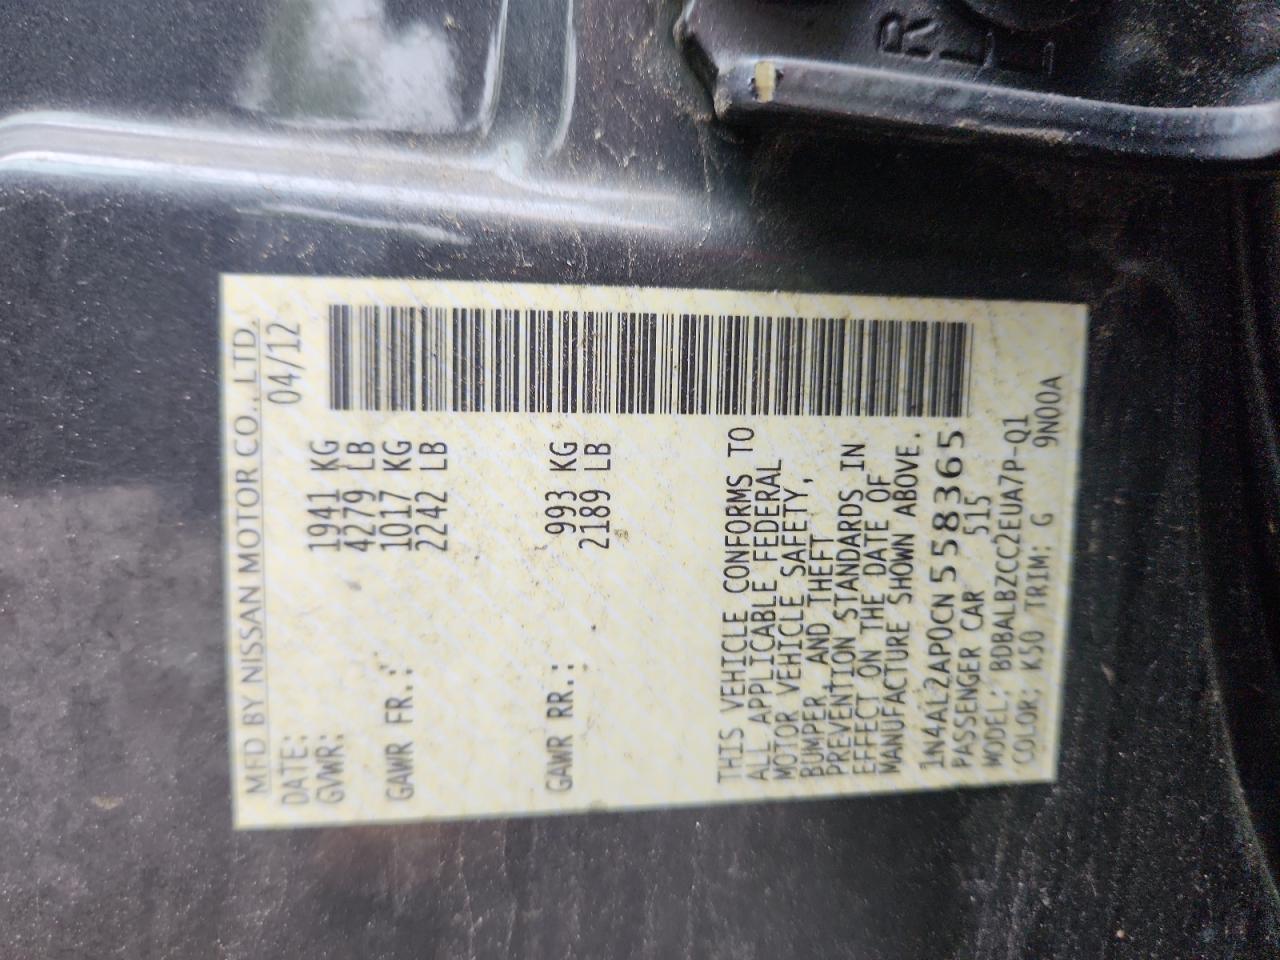 MFD BY NISSAN MOTOR CO., LTD.
DATE: 04/12
GVWR: 1941 KG
4279 LB
GAWR FR.: 1017 KG
2242 LB
GAWR RR.: 993 KG
2189 LB
THIS VEHICLE CONFORMS TO
ALL APPLICABLE FEDERAL
MOTOR VEHICLE SAFETY,
BUMPER, AND THEFT
PREVENTION STANDARDS IN
EFFECT ON THE DATE OF
MANUFACTURE SHOWN ABOVE.
1N4AL2AP0CN558365
PASSENGER CAR 515
MODEL: BDBALBZCC2EUA7P-Q1
COLOR: K50 TRIM: G 9N00A